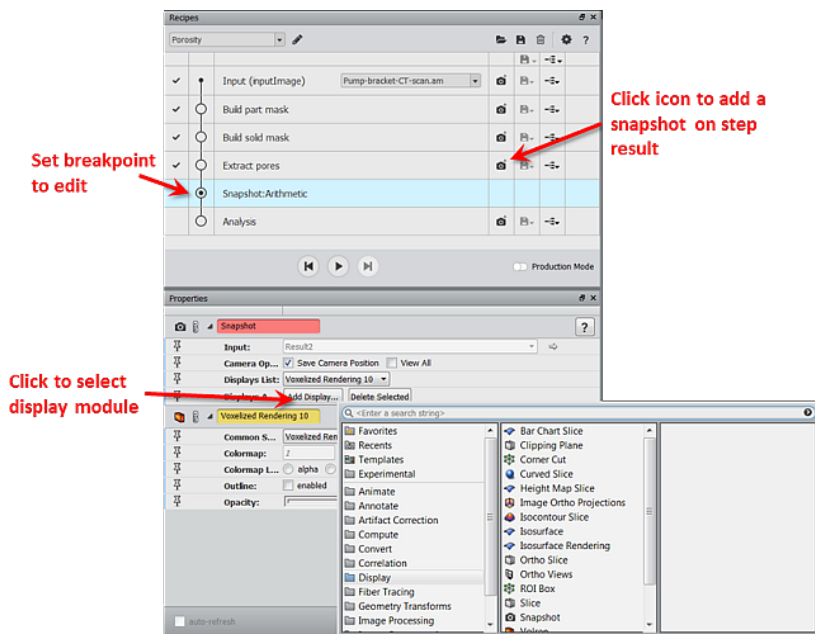 Recipes
Porosity
?
Input (inputImage) Pump-bracket-CT-scan.am
Build part mask
Build sold mask
Extract pores
Snapshot:Arithmetic
Analysis
Production Mode
Click icon to add a
snapshot on step
result
Set breakpoint
to edit
Properties
Snapshot ?
Input: Result2
Camera Op... Save Camera Position View All
Displays List: Voxelized Rendering 10
Displays A... Add Display... Delete Selected
Click to select
display module
Voxelized Rendering 10
Common S... Voxelized Ren
Colormap:
Colormap L... alpha
Outline: enabled
Opacity:
auto-refresh
<Enter a search string>
Favorites
Recents
Templates
Experimental
Animate
Annotate
Artifact Correction
Compute
Convert
Correlation
Display
Fiber Tracing
Geometry Transforms
Image Processing
Bar Chart Slice
Clipping Plane
Corner Cut
Curved Slice
Height Map Slice
Image Ortho Projections
Isocontour Slice
Isosurface
Isosurface Rendering
Ortho Slice
Ortho Views
ROI Box
Slice
Snapshot
Volren